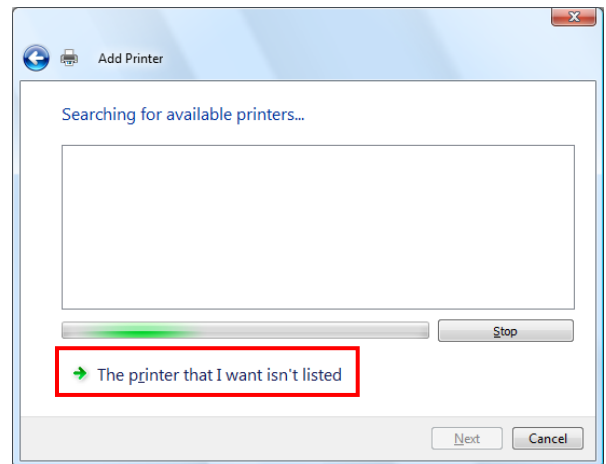 Add Printer
Searching for available printers...
Stop
The printer that I want isn't listed
Next Cancel